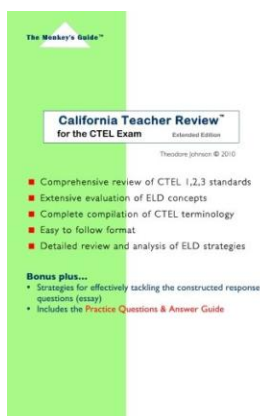 The Monkey's Guide™
California Teacher Review™
for the CTEL Exam Extended Edition
Theodore Johnson © 2010
Comprehensive review of CTEL 1,2,3 standards
Extensive evaluation of ELD concepts
Complete compilation of CTEL terminology
Easy to follow format
Detailed review and analysis of ELD strategies
Bonus plus...
• Strategies for effectively tackling the constructed response
questions (essay)
• Includes the Practice Questions & Answer Guide